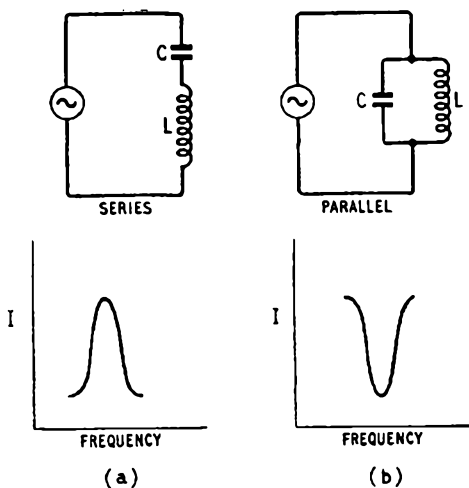 C
L
SERIES
C
L
PARALLEL
I
FREQUENCY
(a)
I
FREQUENCY
(b)